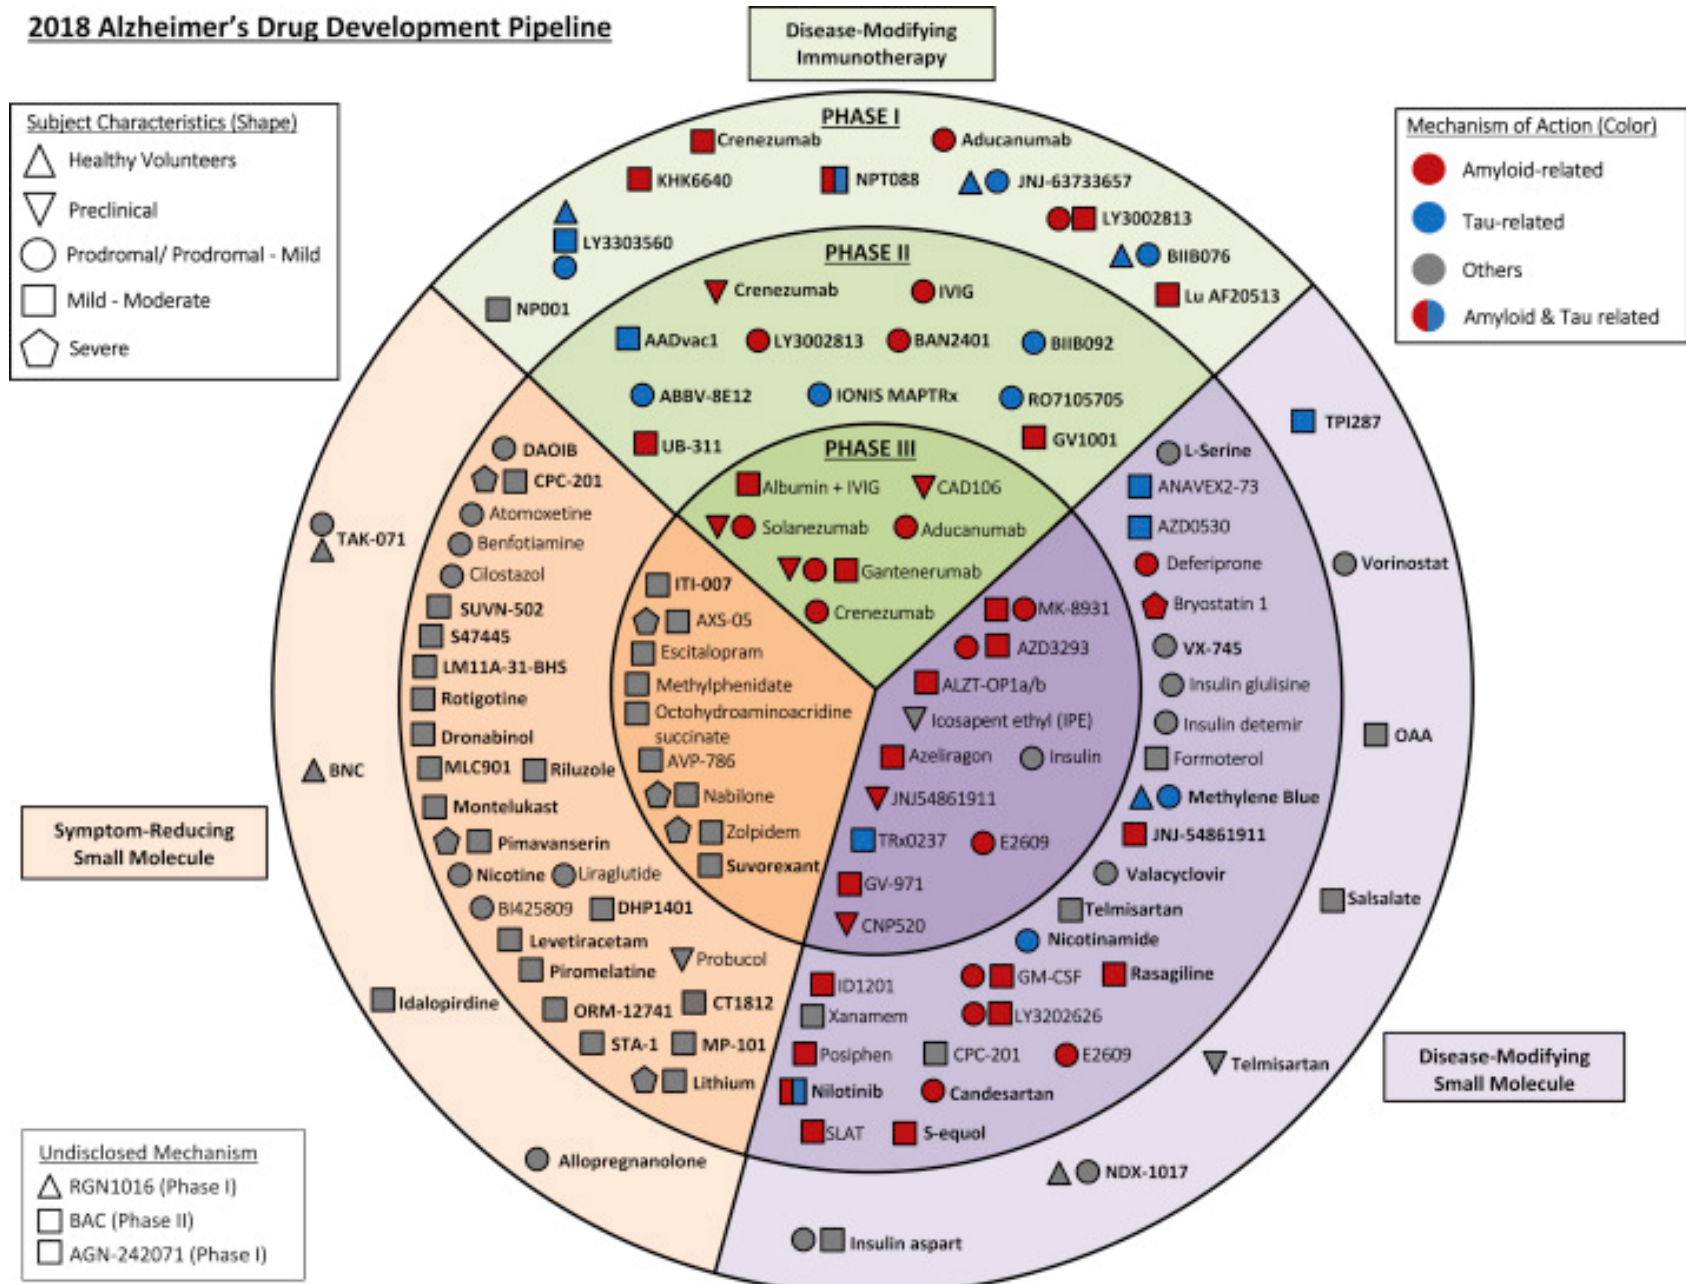 2018 Alzheimer's Drug Development Pipeline
Disease-Modifying
Immunotherapy
Subject Characteristics (Shape)
Healthy Volunteers
Preclinical
Prodromal/ Prodromal - Mild
Mild - Moderate
Severe
Mechanism of Action (Color)
Amyloid-related
Tau-related
Others
Amyloid & Tau related
PHASE I
Crenezumab
Aducanumab
KHK6640
NPT088
JNJ-63733657
LY3002813
LY3303560
BIIB076
Lu AF20513
NP001
PHASE II
Crenezumab
IVIG
AADvac1
LY3002813
BAN2401
BIIB092
ABBV-8E12
IONIS MAPTRx
RO7105705
UB-311
GV1001
PHASE III
Albumin + IVIG
CAD106
Solanezumab
Aducanumab
Gantenerumab
Crenezumab
MK-8931
AZD3293
ALZT-OP1a/b
Icosapent ethyl (IPE)
Azeliragon
Insulin
JNJ54861911
TRx0237
E2609
GV-971
CNP520
ITI-007
AXS-05
Escitalopram
Methylphenidate
Octohydroaminoacridine
succinate
AVP-786
Nabilone
Zolpidem
Suvorexant
DAOIB
CPC-201
Atomoxetine
Benfotiamine
Cilostazol
SUVN-502
S47445
LM11A-31-BHS
Rotigotine
Dronabinol
MLC901
Riluzole
Montelukast
Pimavanserin
Nicotine
Liraglutide
BI425809
DHP1401
Levetiracetam
Probucol
Piromelatine
ORM-12741
CT1812
STA-1
MP-101
Lithium
TAK-071
BNC
Idalopirdine
Allopregnanolone
Symptom-Reducing
Small Molecule
L-Serine
ANAVEX2-73
AZD0530
Deferiprone
Bryostatin 1
VX-745
Insulin glulisine
Insulin detemir
Formoterol
Methylene Blue
JNJ-54861911
Valacyclovir
Telmisartan
Nicotinamide
GM-CSF
Rasagiline
ID1201
Xanamem
LY3202626
Posiphen
CPC-201
E2609
Nilotinib
Candesartan
SLAT
S-equol
TPI287
Vorinostat
OAA
Salsalate
Telmisartan
NDX-1017
Insulin aspart
Disease-Modifying
Small Molecule
Undisclosed Mechanism
RGN1016 (Phase I)
BAC (Phase II)
AGN-242071 (Phase I)